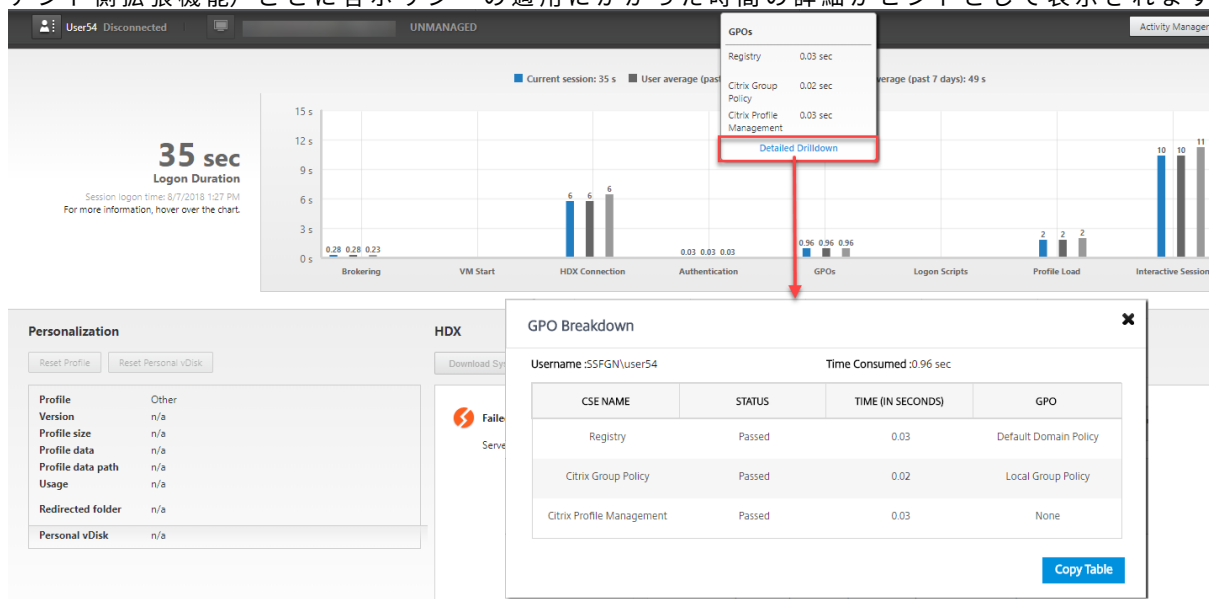 User54 Disconnected
UNMANAGED
Activity Manager
GPOs
Registry 0.03 sec
Citrix Group Policy 0.02 sec
Citrix Profile Management 0.03 sec
Detailed Drilldown
Current session: 35 s
User average (pas
erage (past 7 days): 49 s
35 sec
Logon Duration
Session logon time: 8/7/2018 1:27 PM
For more information, hover over the chart.
15 s
12 s
9 s
6 s
3 s
0 s
0.28 0.28 0.23
6 6 6
0.03 0.03 0.03
0.96 0.96 0.96
2 2 2
10 10 11
Brokering VM Start HDX Connection Authentication GPOs Logon Scripts Profile Load Interactive Session
Personalization
Reset Profile
Reset Personal vDisk
Profile Other
Version n/a
Profile size n/a
Profile data n/a
Profile data path n/a
Usage n/a
Redirected folder n/a
Personal vDisk n/a
HDX
Download Sy
Faile
Serve
GPO Breakdown
Username :SSFGN\user54 Time Consumed :0.96 sec
CSE NAME STATUS TIME (IN SECONDS) GPO
Registry Passed 0.03 Default Domain Policy
Citrix Group Policy Passed 0.02 Local Group Policy
Citrix Profile Management Passed 0.03 None
Copy Table